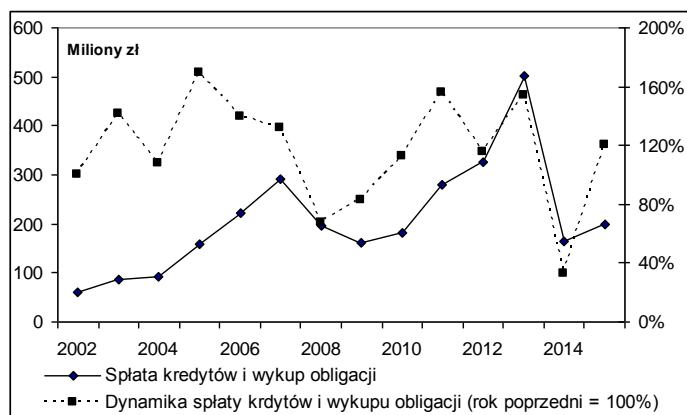 600 200%
Miliony zł
500 160%
400
120%
300
80%
200
100 40%
0 0%
2002 2004 2006 2008 2010 2012 2014
Spłata kredytów i wykup obligacji
Dynamika spłaty krdytów i wykupu obligacji (rok poprzedni = 100%)